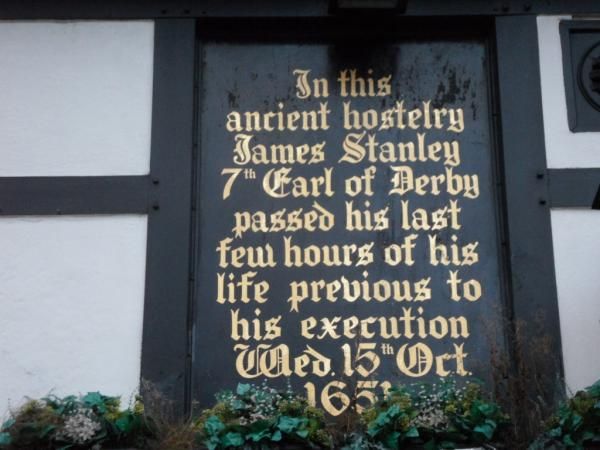 In this
ancient hostelry
James Stanley
7th Earl of Derby
passed his last
few hours of his
life previous to
his execution
Wed. 15th Oct.
1651